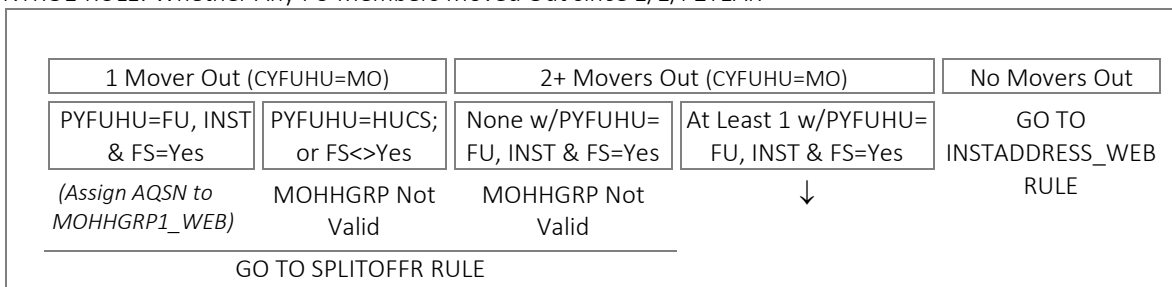 1 Mover Out (CYFUHU=MO)
2+ Movers Out (CYFUHU=MO)
No Movers Out
PYFUHU=FU, INST
& FS=Yes
PYFUHU=HUCS;
or FS<>Yes
None w/PYFUHU=
FU, INST & FS=Yes
At Least 1 w/PYFUHU=
FU, INST & FS=Yes
GO TO
INSTADDRESS_WEB
RULE
(Assign AQSN to
MOHHGRP1_WEB)
MOHHGRP Not
Valid
MOHHGRP Not
Valid
↓
GO TO SPLITOFFR RULE